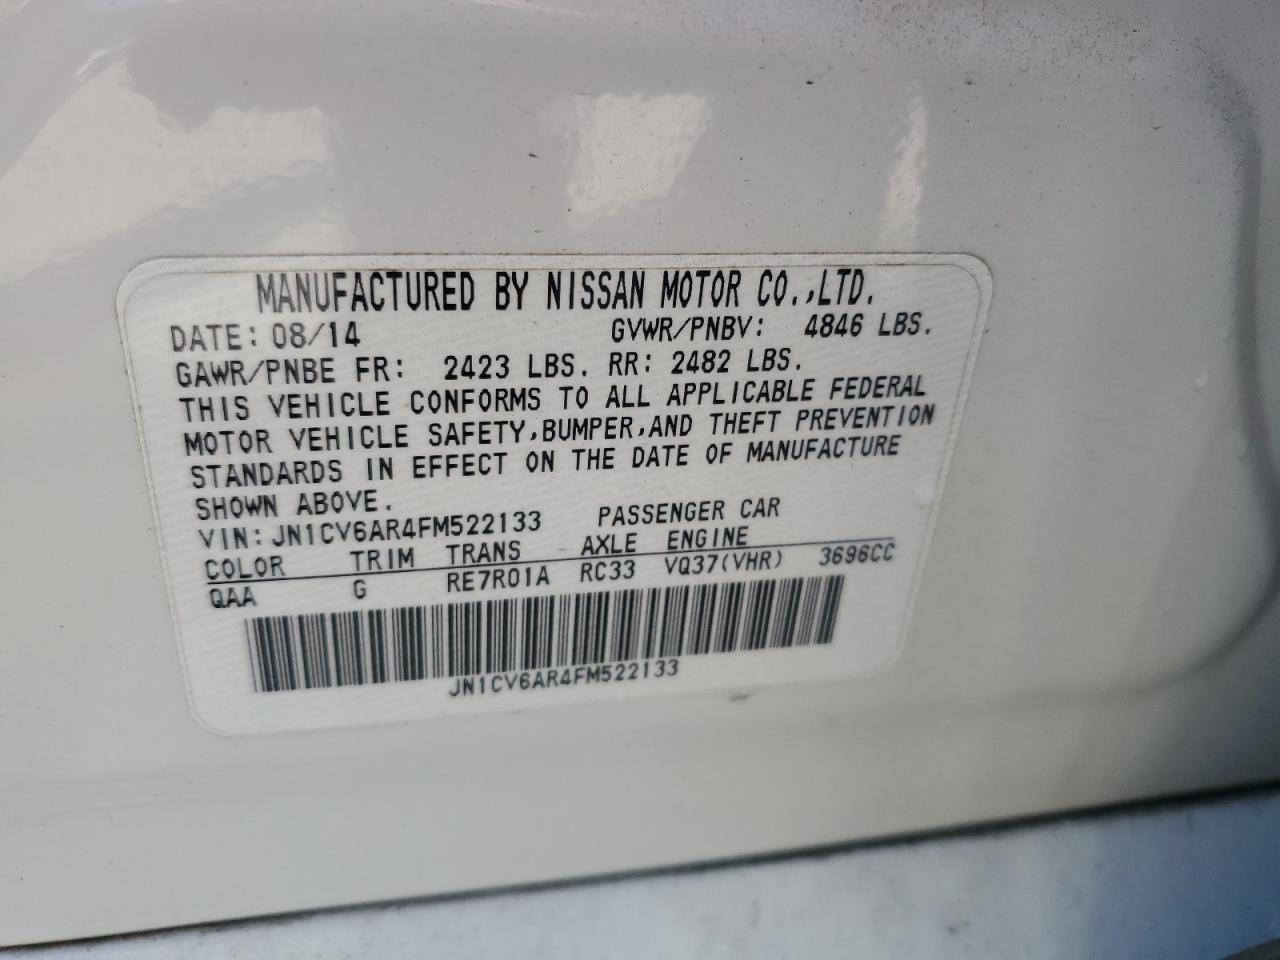 MANUFACTURED BY NISSAN MOTOR CO.,LTD.
DATE: 08/14 GVWR/PNBV: 4846 LBS.
GAWR/PNBE FR: 2423 LBS. RR: 2482 LBS.
THIS VEHICLE CONFORMS TO ALL APPLICABLE FEDERAL
MOTOR VEHICLE SAFETY,BUMPER,AND THEFT PREVENTION
STANDARDS IN EFFECT ON THE DATE OF MANUFACTURE
SHOWN ABOVE.
VIN: JN1CV6AR4FM522133 PASSENGER CAR
COLOR TRIM TRANS AXLE ENGINE
QAA G RE7R01A RC33 VQ37(VHR) 3696CC
JN1CV6AR4FM522133